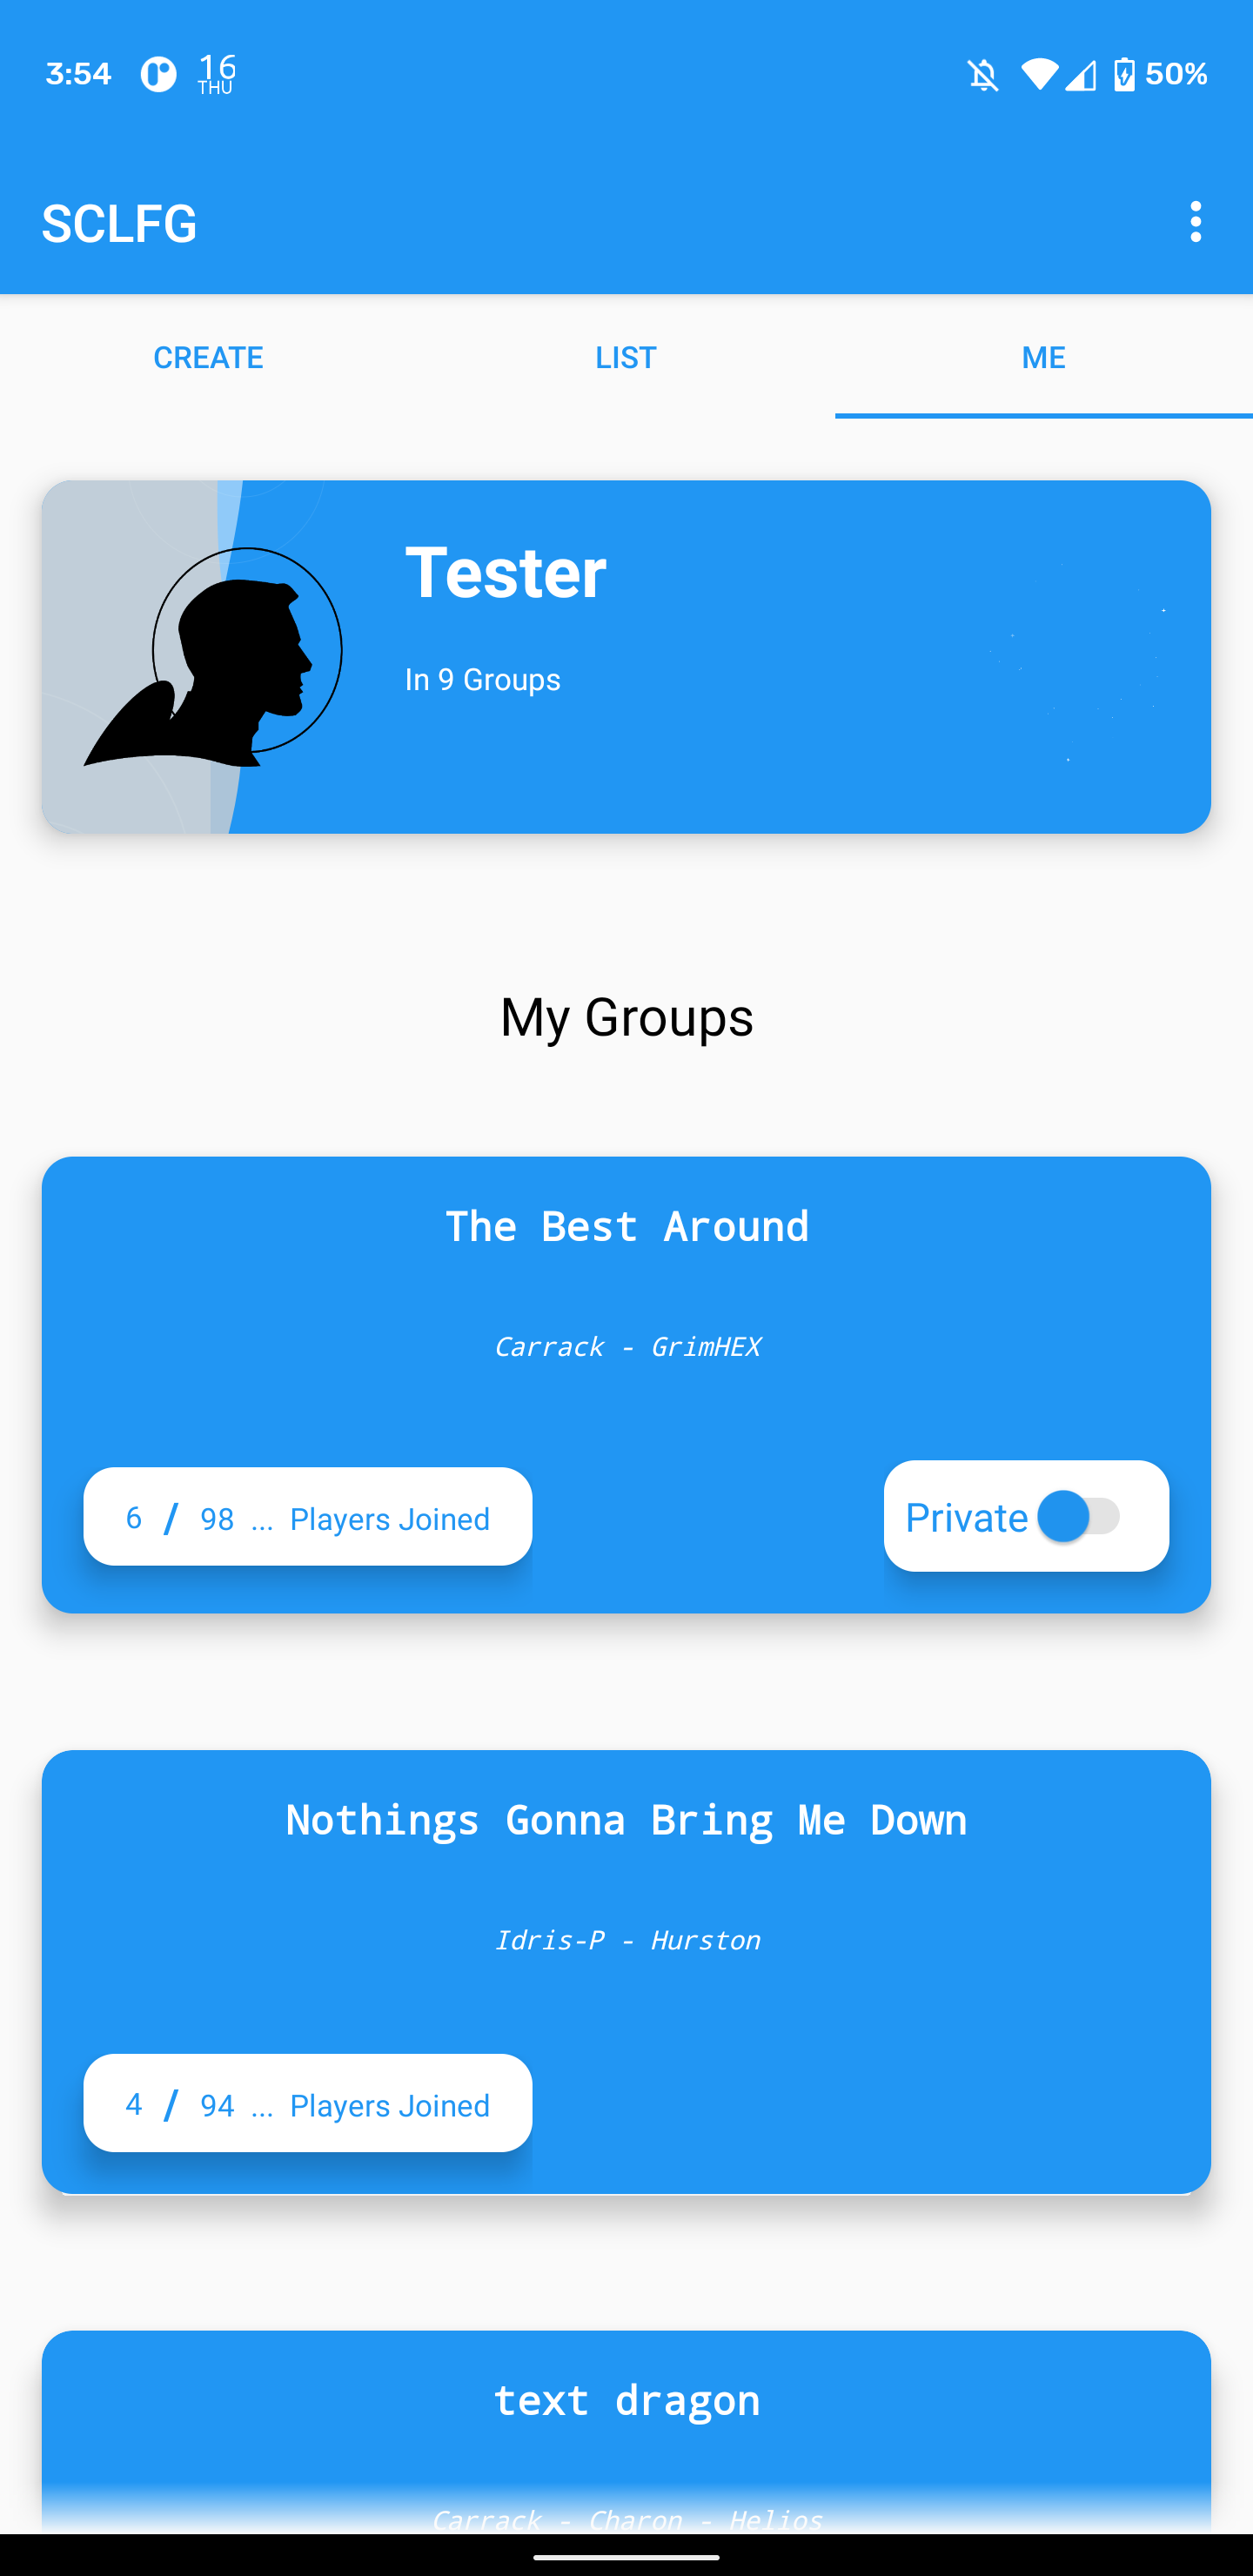 3:54 16 THU 50%
SCLFG
CREATE LIST ME
Tester
In 9 Groups
My Groups
The Best Around
Carrack - GrimHEX
6 / 98 ... Players Joined Private
Nothings Gonna Bring Me Down
Idris-P - Hurston
4 / 94 ... Players Joined
text dragon
Carrack - Charon - Helios